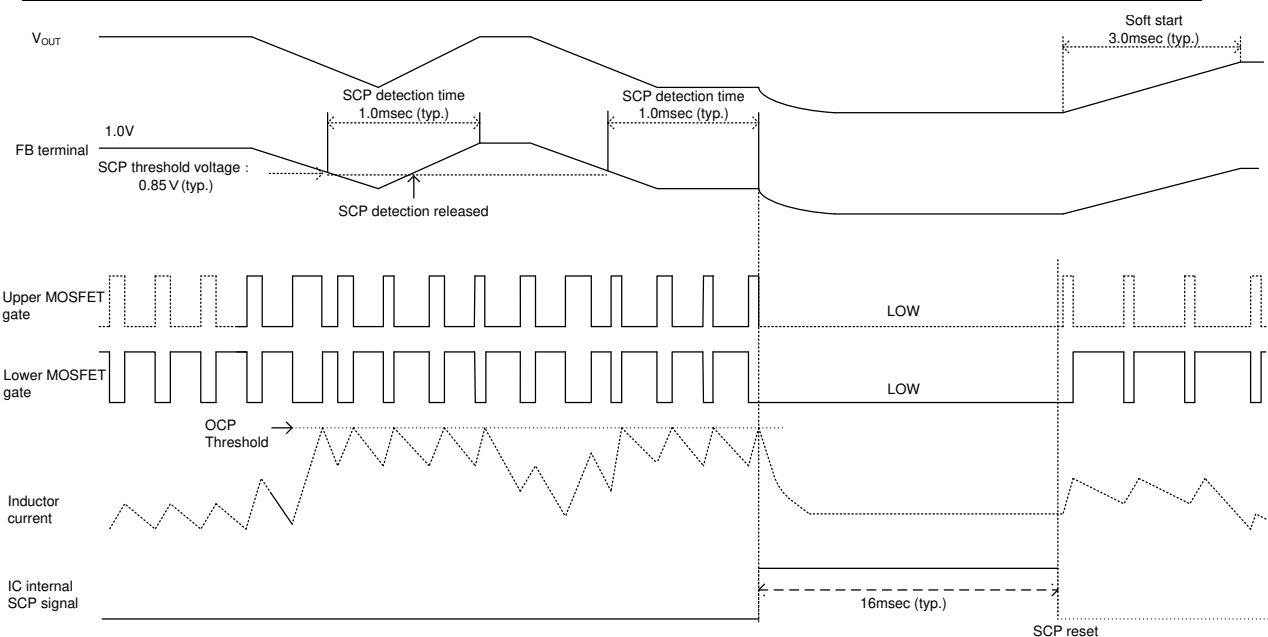 Soft start
3.0msec (typ.)
VOUT
SCP detection time
1.0msec (typ.)
SCP detection time
1.0msec (typ.)
1.0V
FB terminal
SCP threshold voltage :
0.85V (typ.)
SCP detection released
Upper MOSFET
gate
LOW
Lower MOSFET
gate
LOW
OCP
Threshold
Inductor
current
IC internal
SCP signal
16msec (typ.)
SCP reset